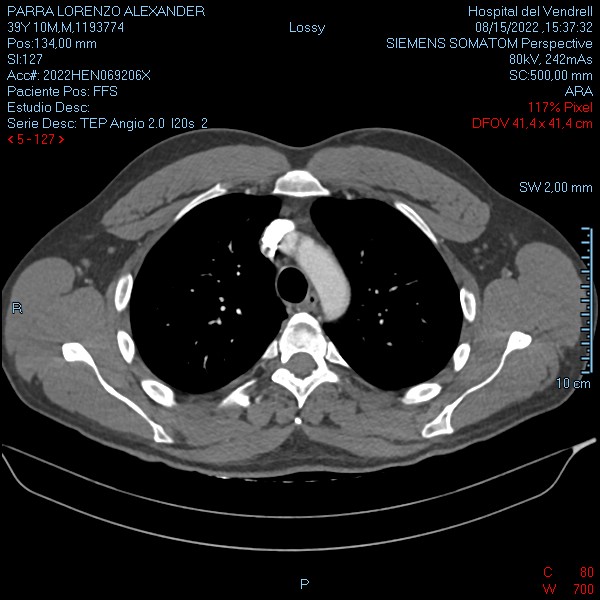 PARRA LORENZO ALEXANDER
39Y 10M,M,1193774
Pos:134,00 mm
SI:127
Acc#: 2022HEN069206X
Paciente Pos: FFS
Estudio Desc:
Serie Desc: TEP Angio 2.0 I20s 2
< 5 - 127 >
Lossy
Hospital del Vendrell
08/15/2022 ,15:37:32
SIEMENS SOMATOM Perspective
80kV, 242mAs
SC:500,00 mm
ARA
117% Pixel
DFOV 41,4 x 41,4 cm
SW 2,00 mm
R
10 cm
P
C 80
W 700